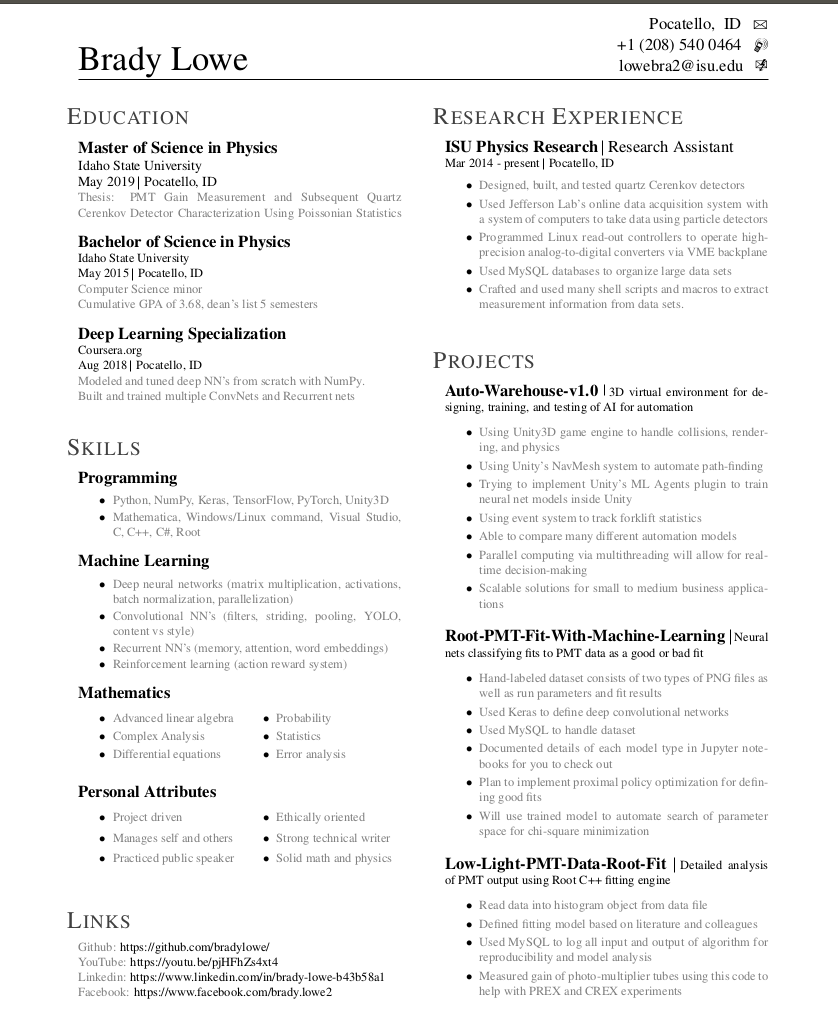 Brady Lowe
Pocatello, ID
+1 (208) 540 0464
lowebra2@isu.edu
EDUCATION
Master of Science in Physics
Idaho State University
May 2019 | Pocatello, ID
Thesis: PMT Gain Measurement and Subsequent Quartz
Cerenkov Detector Characterization Using Poissonian Statistics
Bachelor of Science in Physics
Idaho State University
May 2015 | Pocatello, ID
Computer Science minor
Cumulative GPA of 3.68, dean's list 5 semesters
Deep Learning Specialization
Coursera.org
Aug 2018 | Pocatello, ID
Modeled and tuned deep NN's from scratch with NumPy.
Built and trained multiple ConvNets and Recurrent nets
SKILLS
Programming
• Python, NumPy, Keras, TensorFlow, PyTorch, Unity3D
• Mathematica, Windows/Linux command, Visual Studio,
C, C++, C#, Root
Machine Learning
• Deep neural networks (matrix multiplication, activations,
batch normalization, parallelization)
• Convolutional NN's (filters, striding, pooling, YOLO,
content vs style)
• Recurrent NN's (memory, attention, word embeddings)
• Reinforcement learning (action reward system)
Mathematics
• Advanced linear algebra
• Complex Analysis
• Differential equations
• Probability
• Statistics
• Error analysis
Personal Attributes
• Project driven
• Manages self and others
• Practiced public speaker
• Ethically oriented
• Strong technical writer
• Solid math and physics
LINKS
Github: https://github.com/bradylowe/
YouTube: https://youtu.be/pjHFhZs4xt4
Linkedin: https://www.linkedin.com/in/brady-lowe-b43b58a1
Facebook: https://www.facebook.com/brady.lowe2
RESEARCH EXPERIENCE
ISU Physics Research | Research Assistant
Mar 2014 - present | Pocatello, ID
• Designed, built, and tested quartz Cerenkov detectors
• Used Jefferson Lab's online data acquisition system with
a system of computers to take data using particle detectors
• Programmed Linux read-out controllers to operate high-
precision analog-to-digital converters via VME backplane
• Used MySQL databases to organize large data sets
• Crafted and used many shell scripts and macros to extract
measurement information from data sets.
PROJECTS
Auto-Warehouse-v1.0 | 3D virtual environment for de-
signing, training, and testing of AI for automation
• Using Unity3D game engine to handle collisions, render-
ing, and physics
• Using Unity's NavMesh system to automate path-finding
• Trying to implement Unity's ML Agents plugin to train
neural net models inside Unity
• Using event system to track forklift statistics
• Able to compare many different automation models
• Parallel computing via multithreading will allow for real-
time decision-making
• Scalable solutions for small to medium business applica-
tions
Root-PMT-Fit-With-Machine-Learning | Neural
nets classifying fits to PMT data as a good or bad fit
• Hand-labeled dataset consists of two types of PNG files as
well as run parameters and fit results
• Used Keras to define deep convolutional networks
• Used MySQL to handle dataset
• Documented details of each model type in Jupyter note-
books for you to check out
• Plan to implement proximal policy optimization for defin-
ing good fits
• Will use trained model to automate search of parameter
space for chi-square minimization
Low-Light-PMT-Data-Root-Fit | Detailed analysis
of PMT output using Root C++ fitting engine
• Read data into histogram object from data file
• Defined fitting model based on literature and colleagues
• Used MySQL to log all input and output of algorithm for
reproducibility and model analysis
• Measured gain of photo-multiplier tubes using this code to
help with PREX and CREX experiments